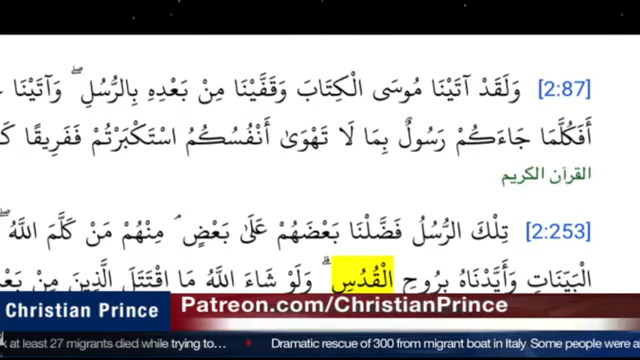 [2:87] وَلَقَدْ آتَيْنَا مُوسَى الْكِتَابَ وَقَفَّيْنَا مِنْ بَعْدِهِ بِالرُّسُلِ ۖ وَآتَيْنَا
أَفَكُلَّمَا جَاءَكُمْ رَسُولٌ بِمَا لَا تَهْوَىٰ أَنْفُسُكُمُ اسْتَكْبَرْتُمْ فَفَرِيقًا
القرآن الكريم
[2:253] تِلْكَ الرُّسُلُ فَضَّلْنَا بَعْضَهُمْ عَلَىٰ بَعْضٍ ۘ مِنْهُمْ مَنْ كَلَّمَ اللَّهُ ۖ
الْبَيِّنَاتِ وَأَيَّدْنَاهُ بِرُوحِ الْقُدُسِ ۗ وَلَوْ شَاءَ اللَّهُ مَا اقْتَتَلَ الَّذِينَ مِنْ
Christian Prince
Patreon.com/ChristianPrince
at least 27 migrants died while trying to… Dramatic rescue of 300 from migrant boat in Italy Some people were a